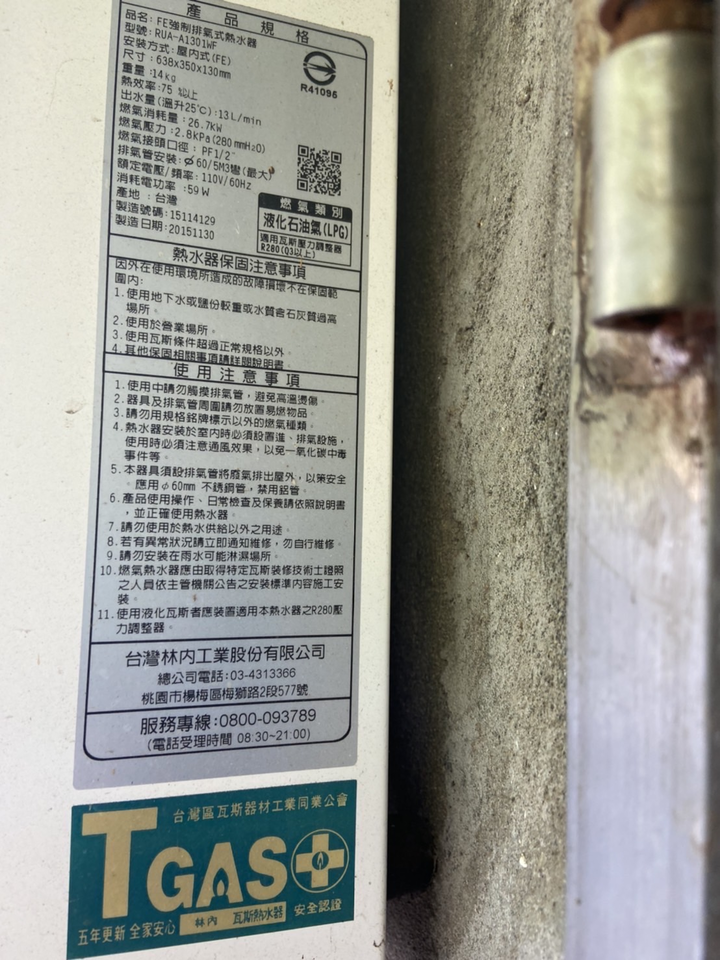 產品規格
品名:FE強制排氣式熱水器
型號:RUA-A1301WF
安裝方式:屋內式(FE)
尺寸:638x350x130mm
重量:14kg
熱效率:75 %以上
出水量(溫升25℃):13L/min
燃氣消耗量:26.7kW
燃氣壓力:2.8kPa(280mmH₂O)
燃氣接頭口徑:PF1/2"
排氣管安裝:φ60/5M3彎(最大)
額定電壓/頻率:110V/60Hz
消耗電功率:59W
產地:台灣
製造號碼:15114129
製造日期:20151130
R41095
燃氣類別
液化石油氣(LPG)
適用瓦斯壓力調整器
R280(Q3以上)
熱水器保固注意事項
因外在使用環境所造成的故障損壞不在保固範
圍內:
1.使用地下水或鹽份較重或水質含石灰質過高
場所。
2.使用於營業場所。
3.使用瓦斯條件超過正常規格以外。
4.其他保固相關事項請詳閱說明書
使用注意事項
1.使用中請勿觸摸排氣管,避免高溫燙傷。
2.器具及排氣管周圍請勿放置易燃物品。
3.請勿用規格銘牌標示以外的燃氣種類。
4.熱水器安裝於室內時必須設置進、排氣設施,
使用時必須注意通風效果,以免一氧化碳中毒
事件等。
5.本器具須設排氣管將廢氣排出屋外,以策安全
。應用φ60mm 不銹鋼管,禁用鋁管。
6.產品使用操作、日常檢查及保養請依照說明書
,並正確使用熱水器。
7.請勿使用於熱水供給以外之用途。
8.若有異常狀況請立即通知維修,勿自行維修。
9.請勿安裝在雨水可能淋濕場所。
10.燃氣熱水器應由取得特定瓦斯裝修技術士證照
之人員依主管機關公告之安裝標準內容施工安
裝
11.使用液化瓦斯者應裝置適用本熱水器之R280壓
力調整器。
台灣林內工業股份有限公司
總公司電話:03-4313366
桃園市楊梅區梅獅路2段577號
服務專線:0800-093789
(電話受理時間 08:30~21:00)
台灣區瓦斯器材工業同業公會
TGAS
五年更新 全家安心
林內 瓦斯熱水器
安全認證